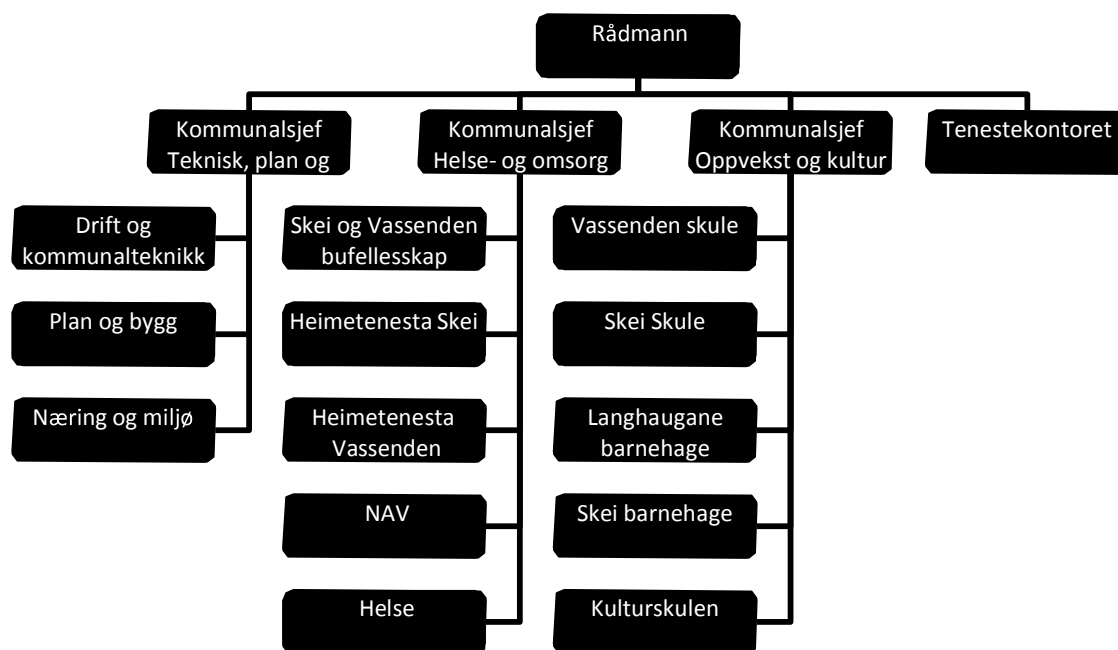 Rådmann
Kommunalsjef
Teknisk, plan og
Kommunalsjef
Helse- og omsorg
Kommunalsjef
Oppvekst og kultur
Tenestekontoret
Drift og
kommunalteknikk
Plan og bygg
Næring og miljø
Skei og Vassenden
bufellesskap
Heimetenesta Skei
Heimetenesta
Vassenden
NAV
Helse
Vassenden skule
Skei Skule
Langhaugane
barnehage
Skei barnehage
Kulturskulen